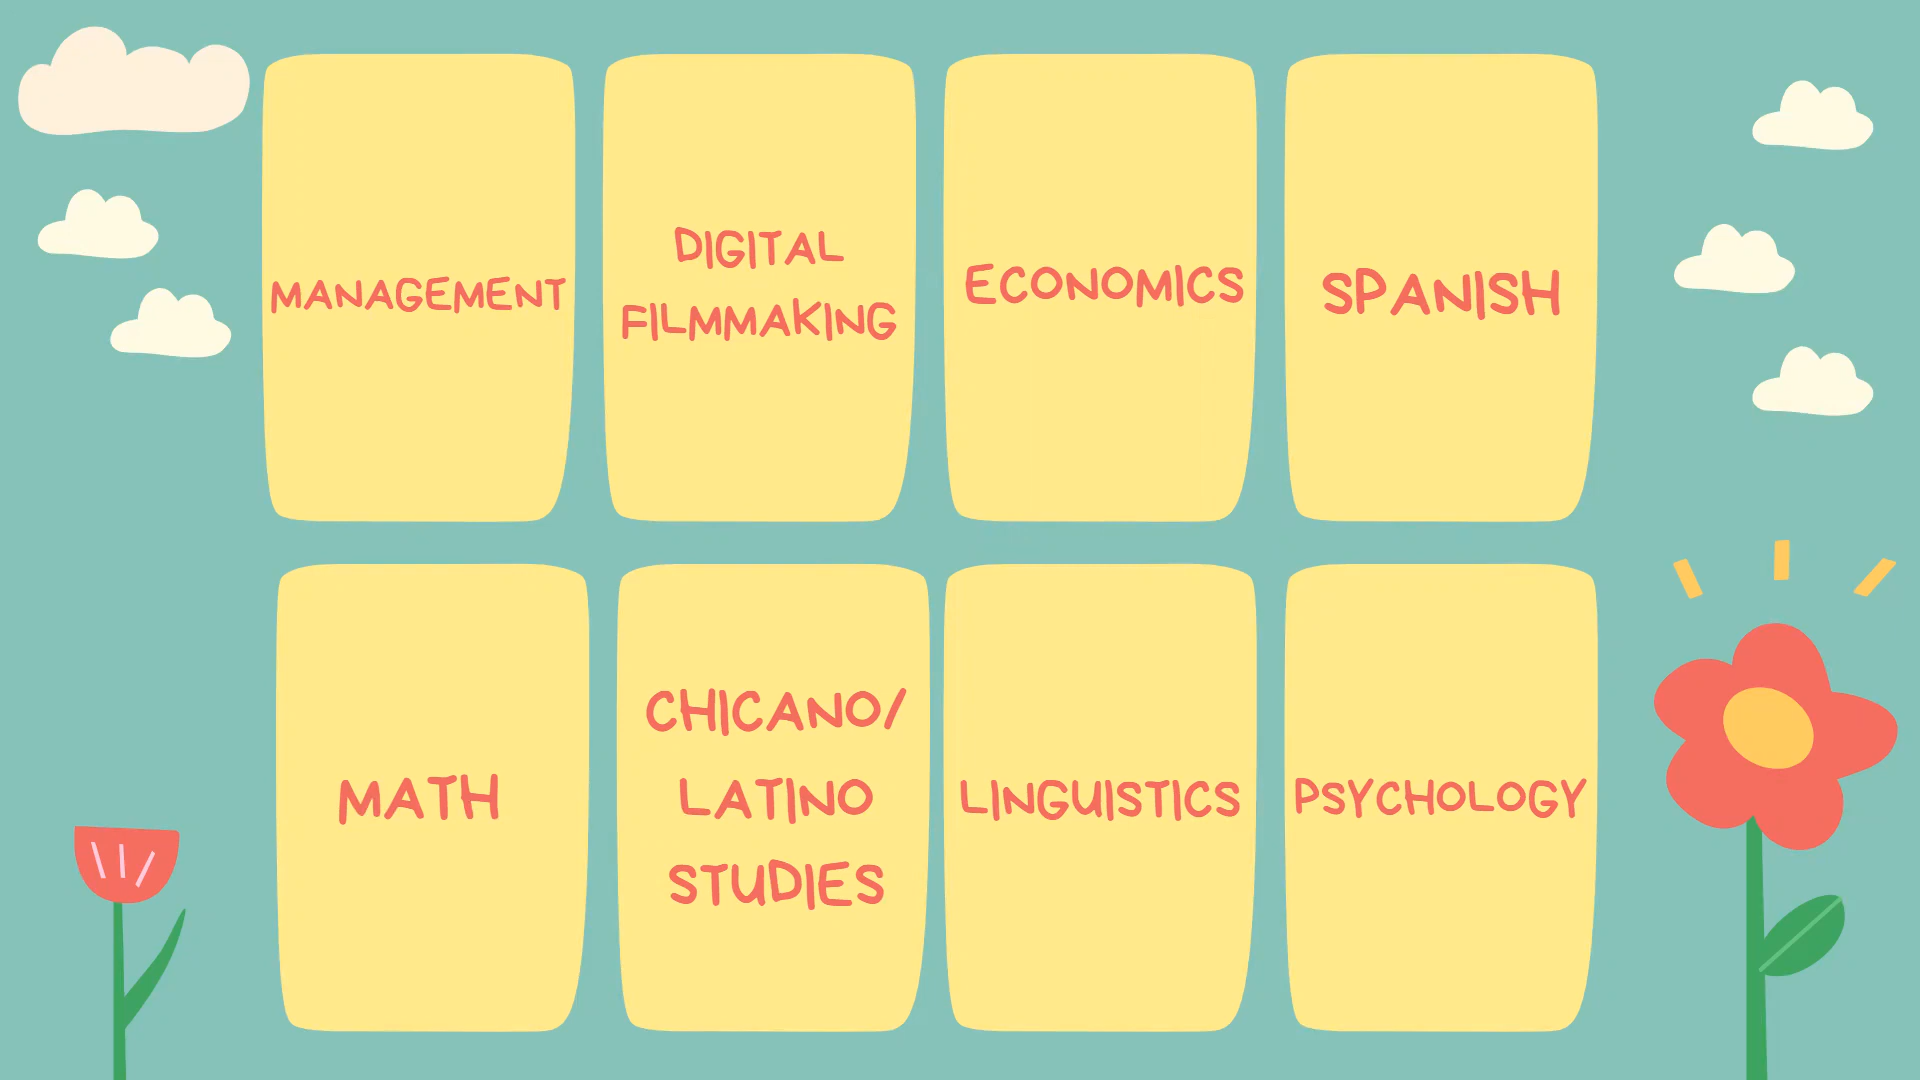 MANAGEMENT
DIGITAL
FILMMAKING
ECONOMICS
SPANISH
MATH
CHICANO/
LATINO
STUDIES
LINGUISTICS
PSYCHOLOGY